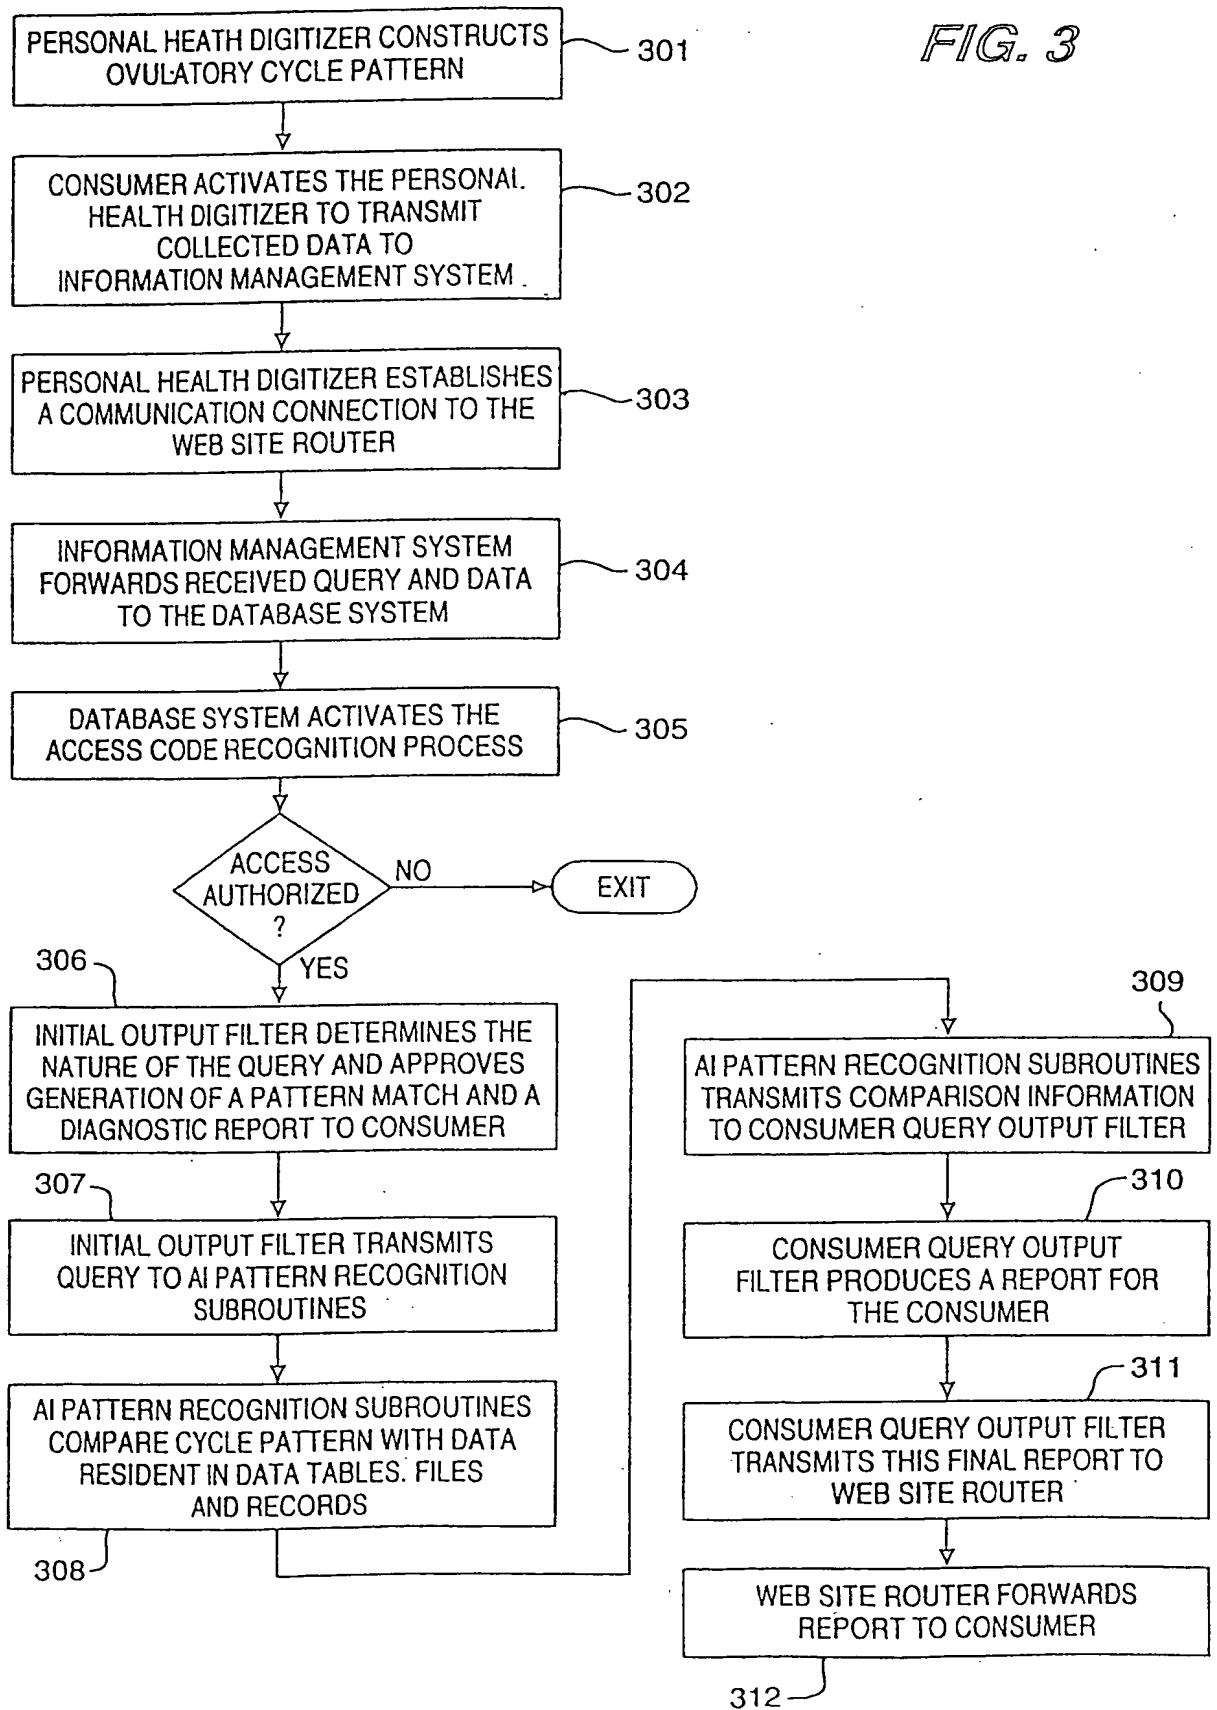 FIG. 3
PERSONAL HEATH DIGITIZER CONSTRUCTS
OVULATORY CYCLE PATTERN
301
CONSUMER ACTIVATES THE PERSONAL
HEALTH DIGITIZER TO TRANSMIT
COLLECTED DATA TO
INFORMATION MANAGEMENT SYSTEM
302
PERSONAL HEALTH DIGITIZER ESTABLISHES
A COMMUNICATION CONNECTION TO THE
WEB SITE ROUTER
303
INFORMATION MANAGEMENT SYSTEM
FORWARDS RECEIVED QUERY AND DATA
TO THE DATABASE SYSTEM
304
DATABASE SYSTEM ACTIVATES THE
ACCESS CODE RECOGNITION PROCESS
305
ACCESS
AUTHORIZED
?
NO
EXIT
YES
306
INITIAL OUTPUT FILTER DETERMINES THE
NATURE OF THE QUERY AND APPROVES
GENERATION OF A PATTERN MATCH AND A
DIAGNOSTIC REPORT TO CONSUMER
307
INITIAL OUTPUT FILTER TRANSMITS
QUERY TO AI PATTERN RECOGNITION
SUBROUTINES
AI PATTERN RECOGNITION SUBROUTINES
COMPARE CYCLE PATTERN WITH DATA
RESIDENT IN DATA TABLES. FILES
AND RECORDS
308
309
AI PATTERN RECOGNITION SUBROUTINES
TRANSMITS COMPARISON INFORMATION
TO CONSUMER QUERY OUTPUT FILTER
310
CONSUMER QUERY OUTPUT
FILTER PRODUCES A REPORT FOR
THE CONSUMER
311
CONSUMER QUERY OUTPUT FILTER
TRANSMITS THIS FINAL REPORT TO
WEB SITE ROUTER
WEB SITE ROUTER FORWARDS
REPORT TO CONSUMER
312